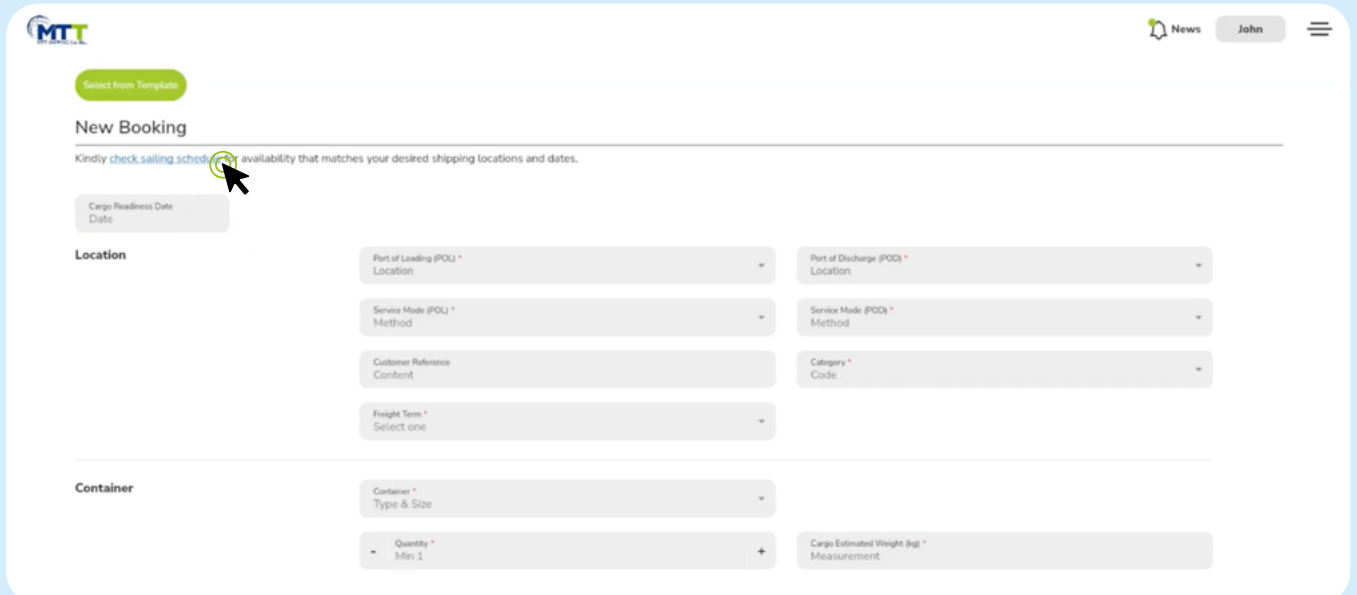 MTT
News
John
Select from Template
New Booking
Kindly check sailing schedule for availability that matches your desired shipping locations and dates.
Cargo Readiness Date
Date
Location
Port of Loading (POL) *
Location
Port of Discharge (POD) *
Location
Service Mode (POL) *
Method
Service Mode (POD) *
Method
Customer Reference
Content
Category *
Code
Freight Term *
Select one
Container
Container *
Type & Size
- Quantity * +
Min 1
Cargo Estimated Weight (kg) *
Measurement